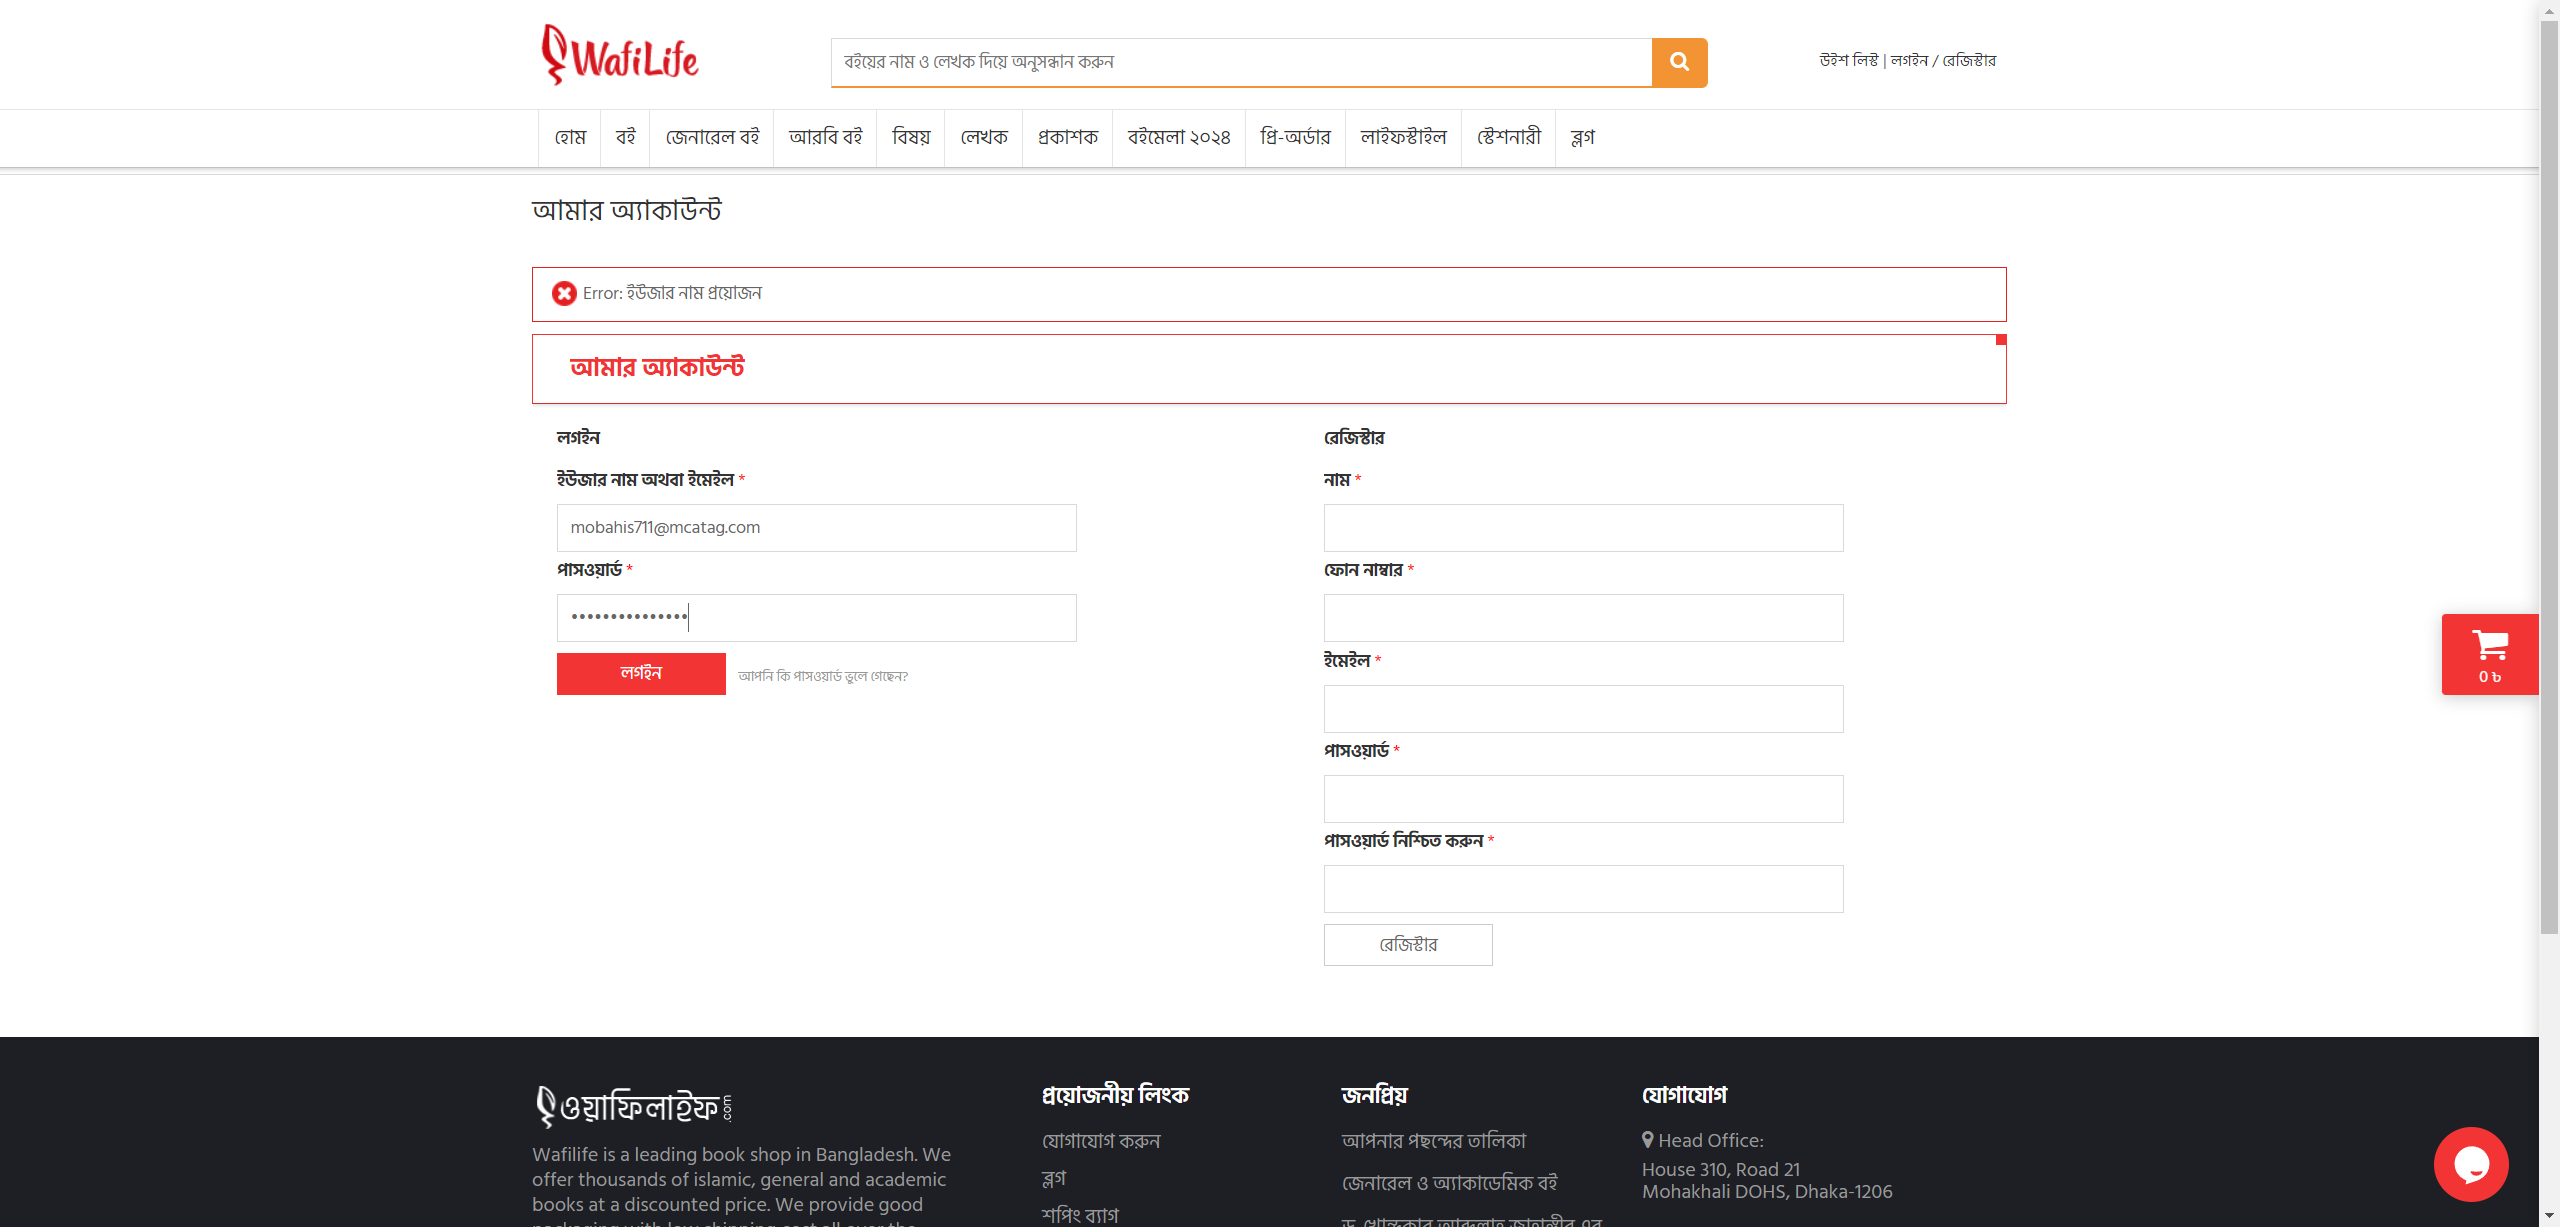 WafiLife
বইয়ের নাম ও লেখক দিয়ে অনুসন্ধান করুন
উইশ লিস্ট | লগইন / রেজিস্টার
হোম
বই
জেনারেল বই
আরবি বই
বিষয়
লেখক
প্রকাশক
বইমেলা ২০২৪
প্রি-অর্ডার
লাইফস্টাইল
স্টেশনারী
ব্লগ
আমার অ্যাকাউন্ট
Error: ইউজার নাম প্রয়োজন
আমার অ্যাকাউন্ট
লগইন
ইউজার নাম অথবা ইমেইল *
mobahis711@mcatag.com
পাসওয়ার্ড *
লগইন
আপনি কি পাসওয়ার্ড ভুলে গেছেন?
রেজিস্টার
নাম *
ফোন নাম্বার *
ইমেইল *
পাসওয়ার্ড *
পাসওয়ার্ড নিশ্চিত করুন *
রেজিস্টার
0 ৳
ওয়াফিলাইফ.com
Wafilife is a leading book shop in Bangladesh. We
offer thousands of islamic, general and academic
books at a discounted price. We provide good
প্রয়োজনীয় লিংক
যোগাযোগ করুন
ব্লগ
শপিং ব্যাগ
জনপ্রিয়
আপনার পছন্দের তালিকা
জেনারেল ও অ্যাকাডেমিক বই
যোগাযোগ
Head Office:
House 310, Road 21
Mohakhali DOHS, Dhaka-1206